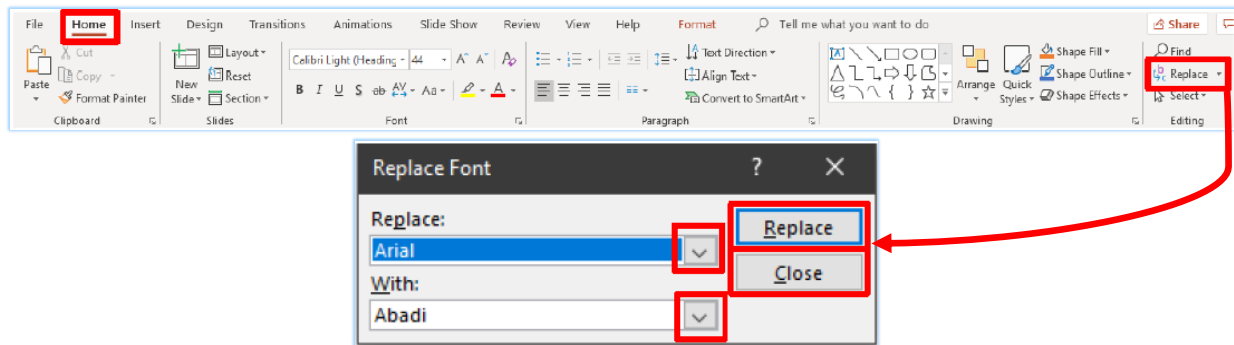 File Home Insert Design Transitions Animations Slide Show Review View Help Format Tell me what you want to do Share
Cut Layout Calibri Light (Heading 44 A A A Text Direction Shape Fill Find
Copy Reset Align Text Shape Outline Replace
Paste New Arrange Quick
Format Painter Slide Section B I U S ab AV Aa A Convert to SmartArt Styles Shape Effects Select
Clipboard Slides Font Paragraph Drawing Editing
Replace Font ? ×
Replace:
Arial Replace
With: Close
Abadi